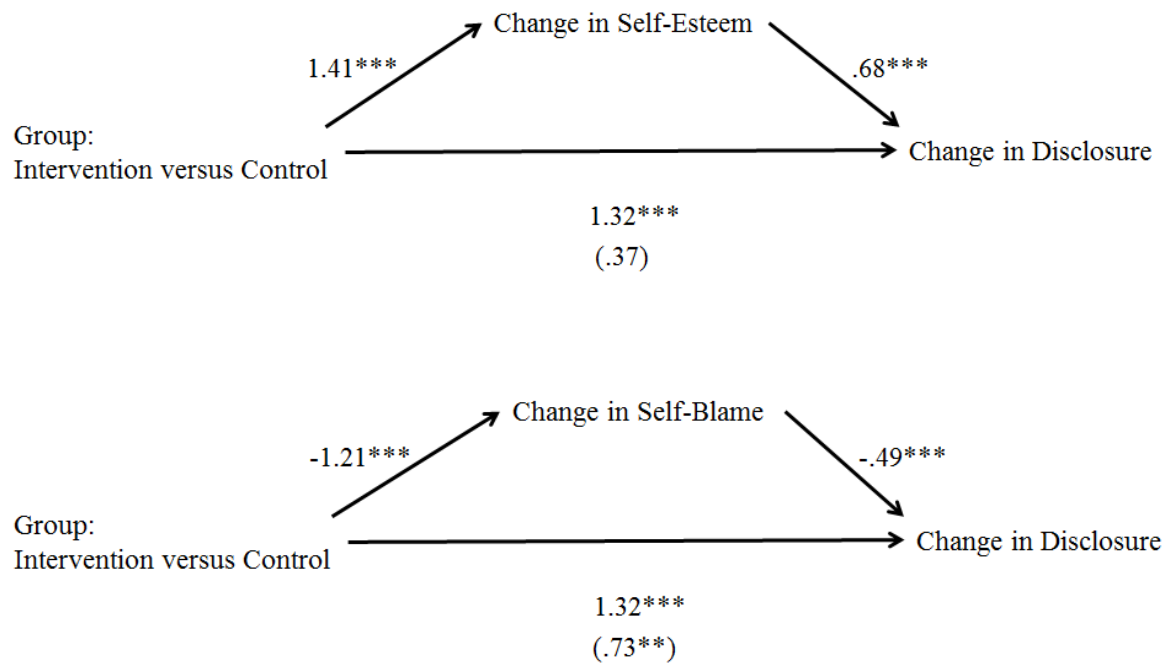 Change in Self-Esteem
1.41***
.68***
Group:
Intervention versus Control
Change in Disclosure
1.32***
(.37)
Change in Self-Blame
-1.21***
-.49***
Group:
Intervention versus Control
Change in Disclosure
1.32***
(.73**)